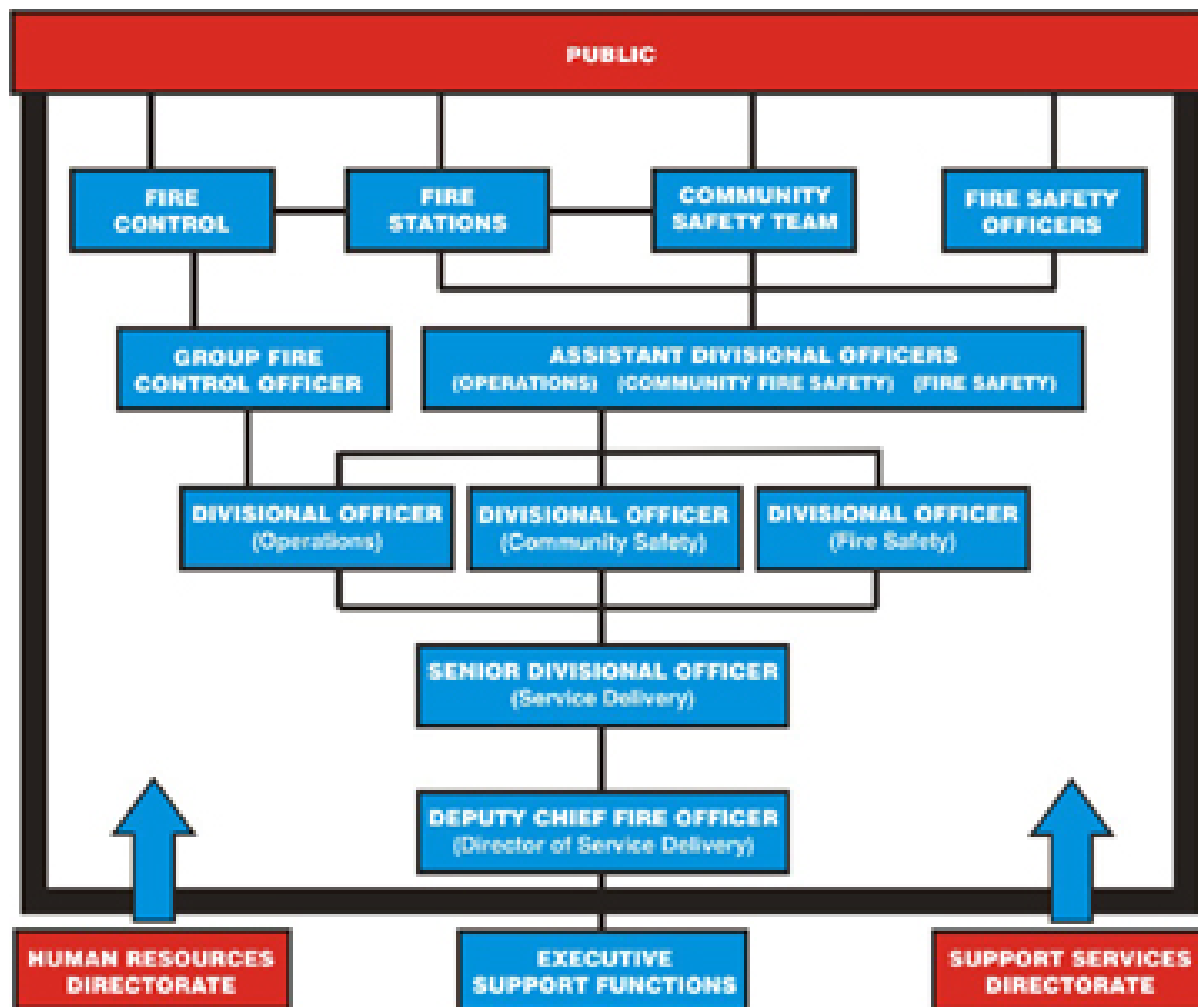 PUBLIC
FIRE
CONTROL
FIRE
STATIONS
COMMUNITY
SAFETY TEAM
FIRE SAFETY
OFFICERS
GROUP FIRE
CONTROL OFFICER
ASSISTANT DIVISIONAL OFFICERS
(OPERATIONS) (COMMUNITY FIRE SAFETY) (FIRE SAFETY)
DIVISIONAL OFFICER
(Operations)
DIVISIONAL OFFICER
(Community Safety)
DIVISIONAL OFFICER
(Fire Safety)
SENIOR DIVISIONAL OFFICER
(Service Delivery)
DEPUTY CHIEF FIRE OFFICER
(Director of Service Delivery)
HUMAN RESOURCES
DIRECTORATE
EXECUTIVE
SUPPORT FUNCTIONS
SUPPORT SERVICES
DIRECTORATE